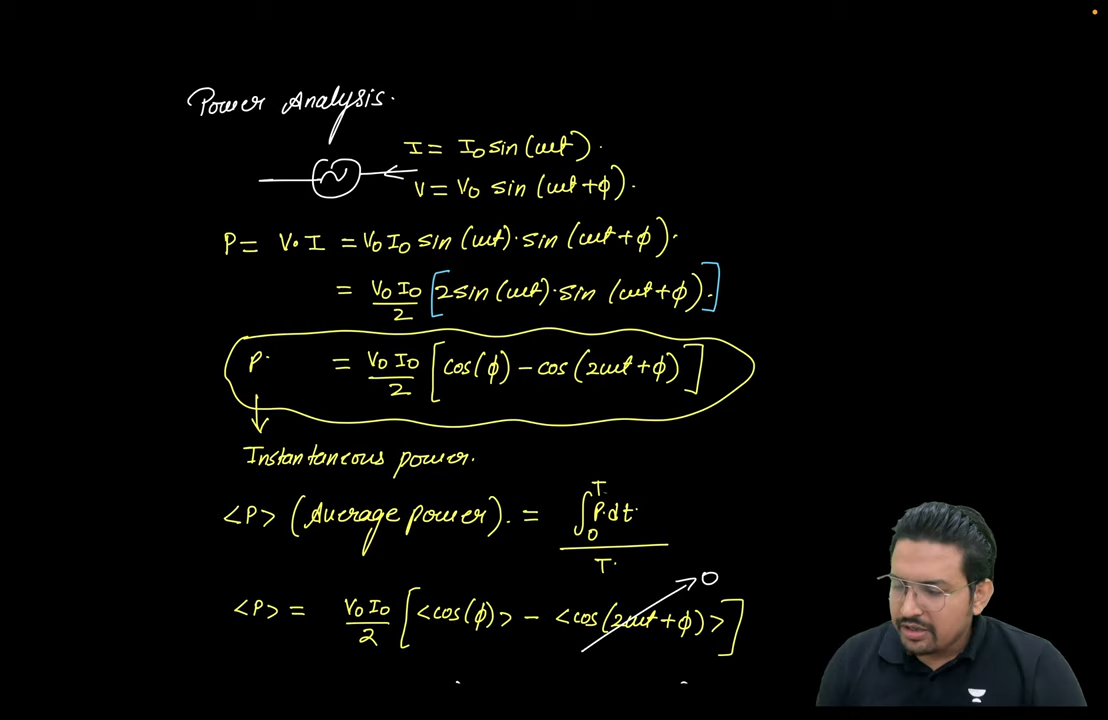 Power Analysis.
I = I₀ sin(ωt).
V = V₀ sin(ωt+ϕ).
P = V·I = V₀ I₀ sin(ωt)·sin(ωt+ϕ).
= V₀ I₀/2 [2sin(ωt)·sin(ωt+ϕ).]
P. = V₀ I₀/2 [cos(ϕ) – cos(2ωt+ϕ)]
Instantaneous power.
<P> (Average power). = ∫₀ᵀ P.dt. / T.
<P> = V₀ I₀/2 [<cos(ϕ)> – <cos(2ωt+ϕ)>] 0